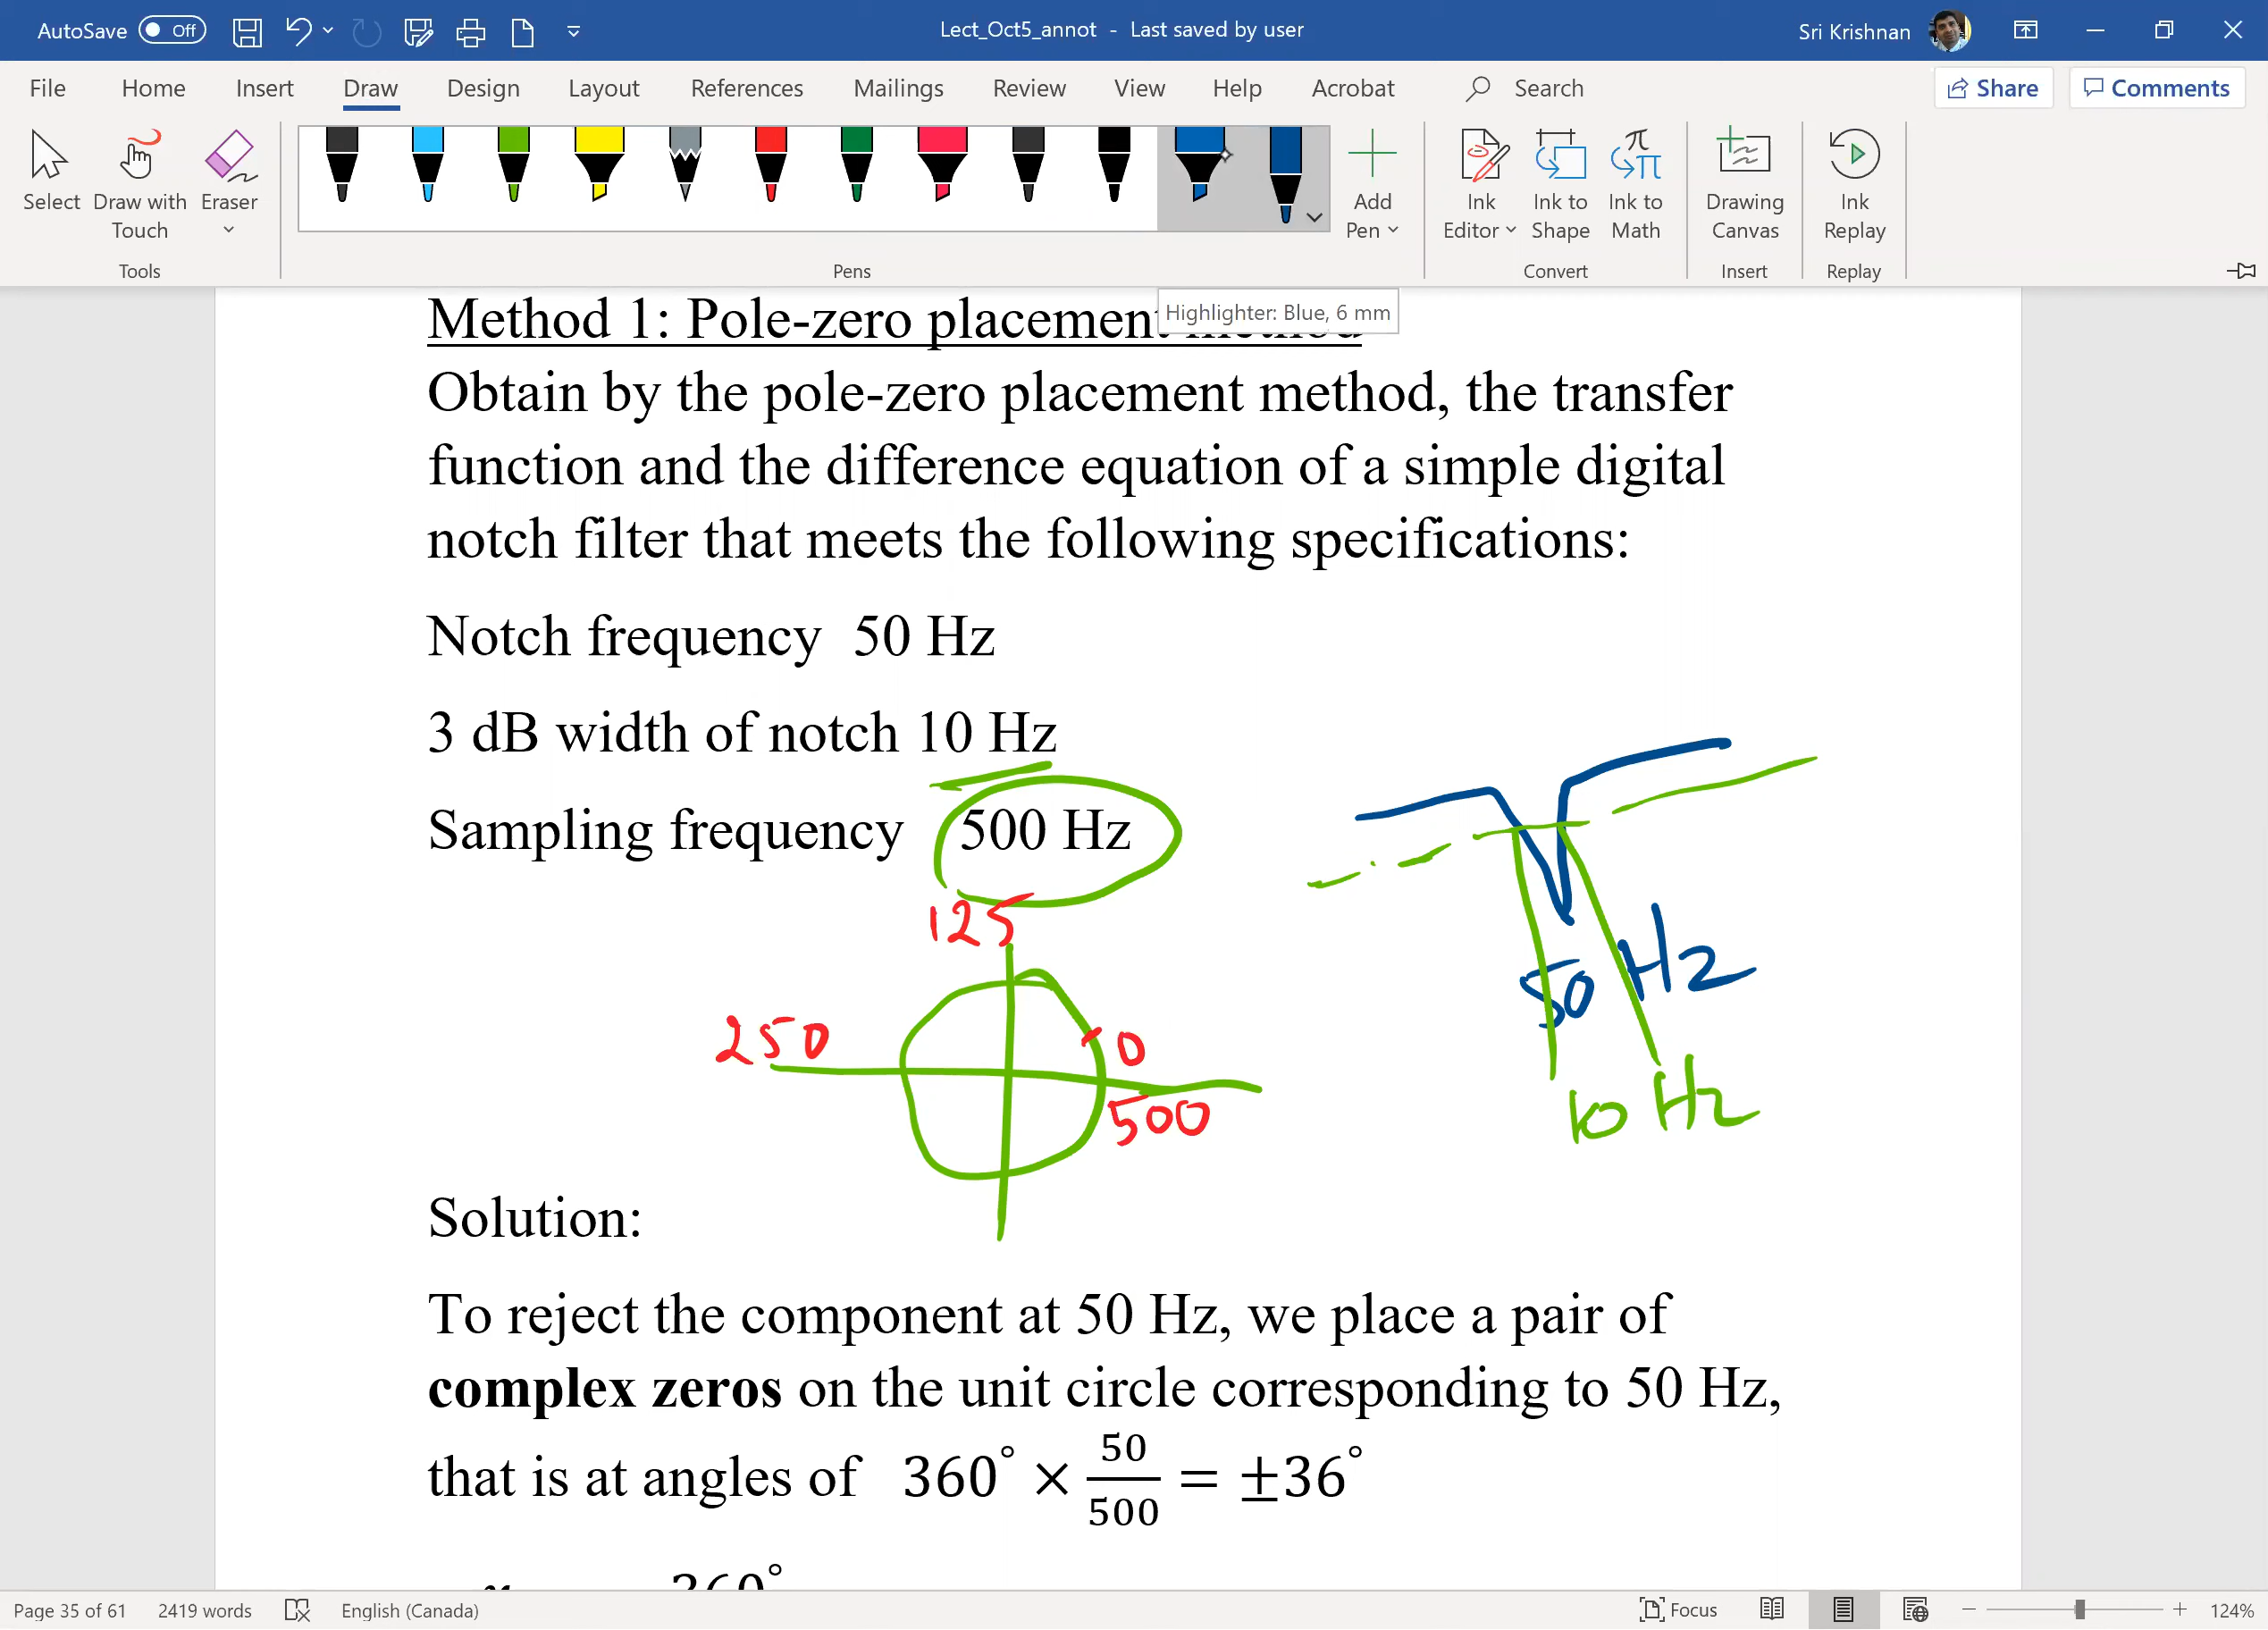 AutoSave Off Lect_Oct5_annot - Last saved by user Sri Krishnan
File Home Insert Draw Design Layout References Mailings Review View Help Acrobat Search Share Comments
Select Draw with Touch Eraser Add Pen Ink Editor Ink to Shape Ink to Math Drawing Canvas Ink Replay
Tools Pens Convert Insert Replay
Highlighter: Blue, 6 mm
Method 1: Pole-zero placement method
Obtain by the pole-zero placement method, the transfer
function and the difference equation of a simple digital
notch filter that meets the following specifications:
Notch frequency 50 Hz
3 dB width of notch 10 Hz
Sampling frequency 500 Hz
125
50 Hz
250
0
500
10 Hz
Solution:
To reject the component at 50 Hz, we place a pair of
complex zeros on the unit circle corresponding to 50 Hz,
that is at angles of 360° × 50/500 = ±36°
360°
Page 35 of 61 2419 words English (Canada) Focus 124%